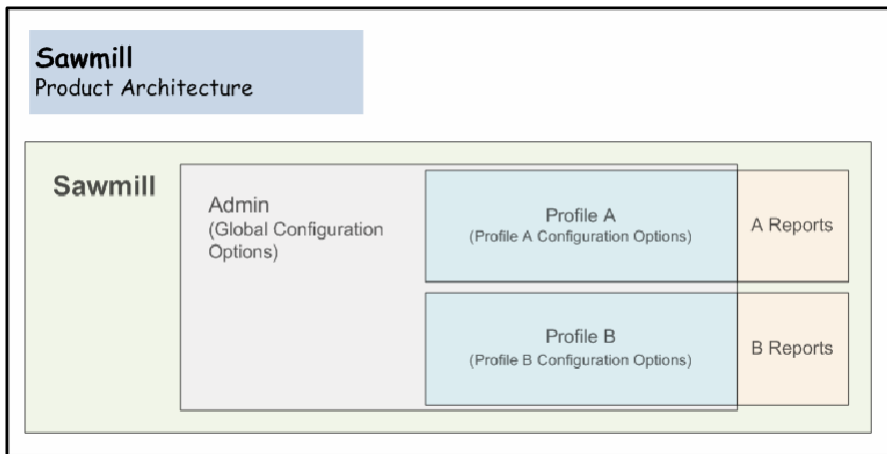 Sawmill
Product Architecture
Sawmill
Admin
(Global Configuration
Options)
Profile A
(Profile A Configuration Options)
A Reports
Profile B
(Profile B Configuration Options)
B Reports